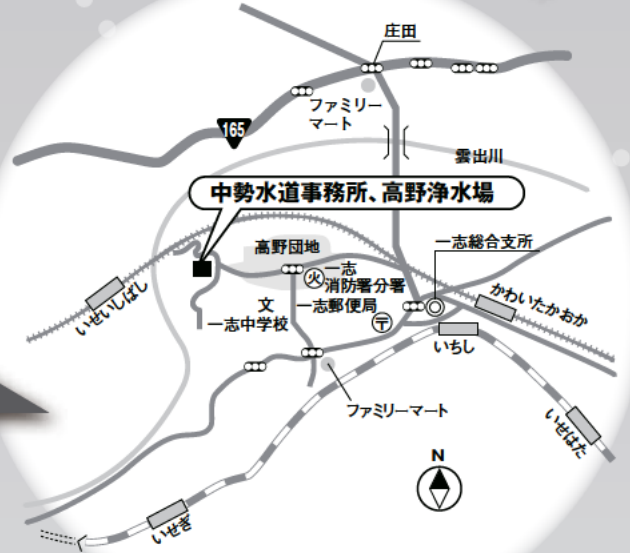 庄田
ファミリー
マート
165
雲出川
中勢水道事務所、高野浄水場
高野団地
一志総合支所
火
一志
消防署分署
いせいしばし
文
一志中学校
一志郵便局
〒
かわいたかおか
いちし
ファミリーマート
いせはた
N
いせぎ